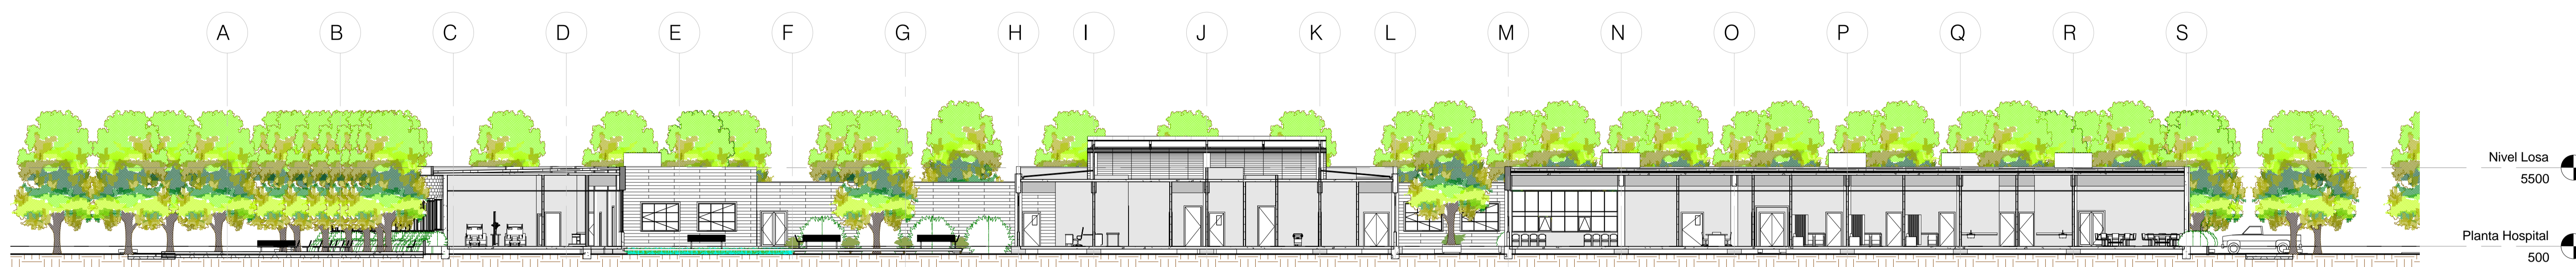 A B C D E F G H I J K L M N O P Q R S
Nivel Losa
5500
Planta Hospital
500